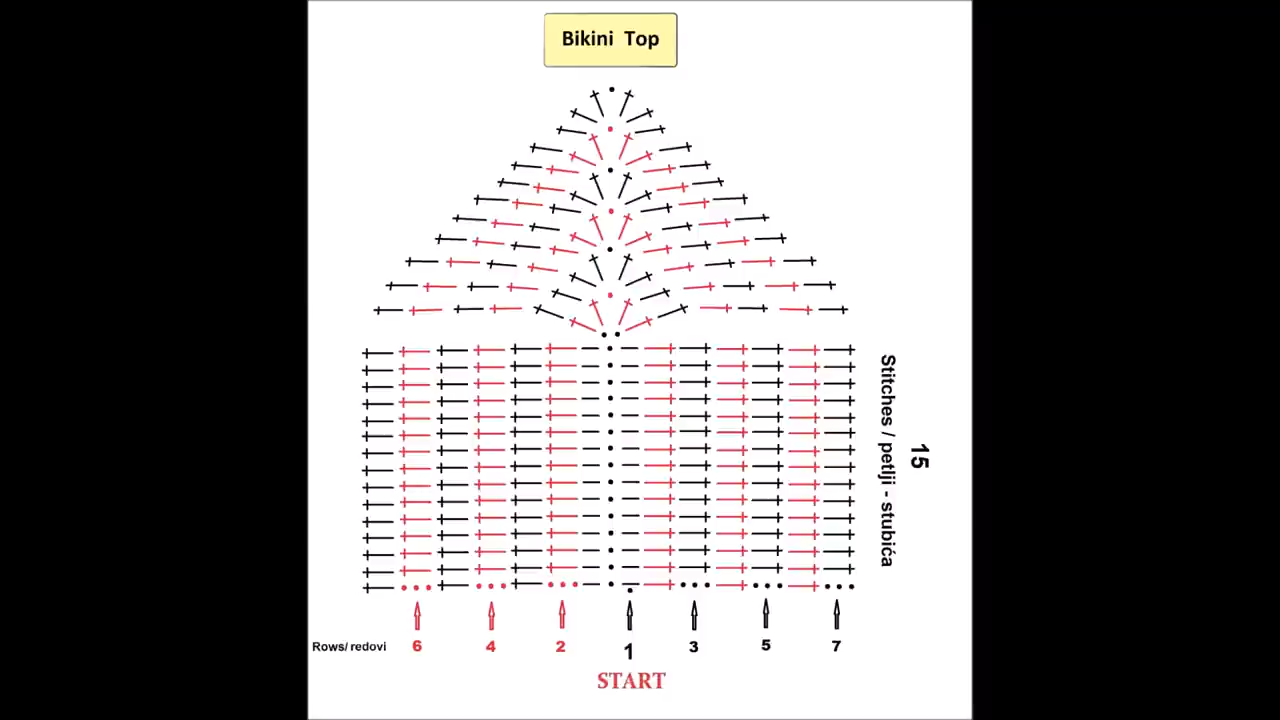 Bikini Top
Stitches / petlji - stubića
15
Rows/ redovi
6 4 2 1 3 5 7
START